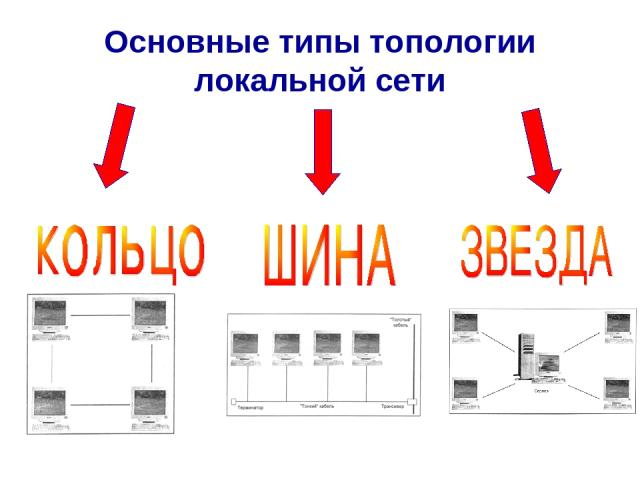 Основные типы топологии
локальной сети
КОЛЬЦО
ШИНА
ЗВЕЗДА
"Толстый"
кабель
Терминатор
"Тонкий" кабель
Трансивер
Сервер